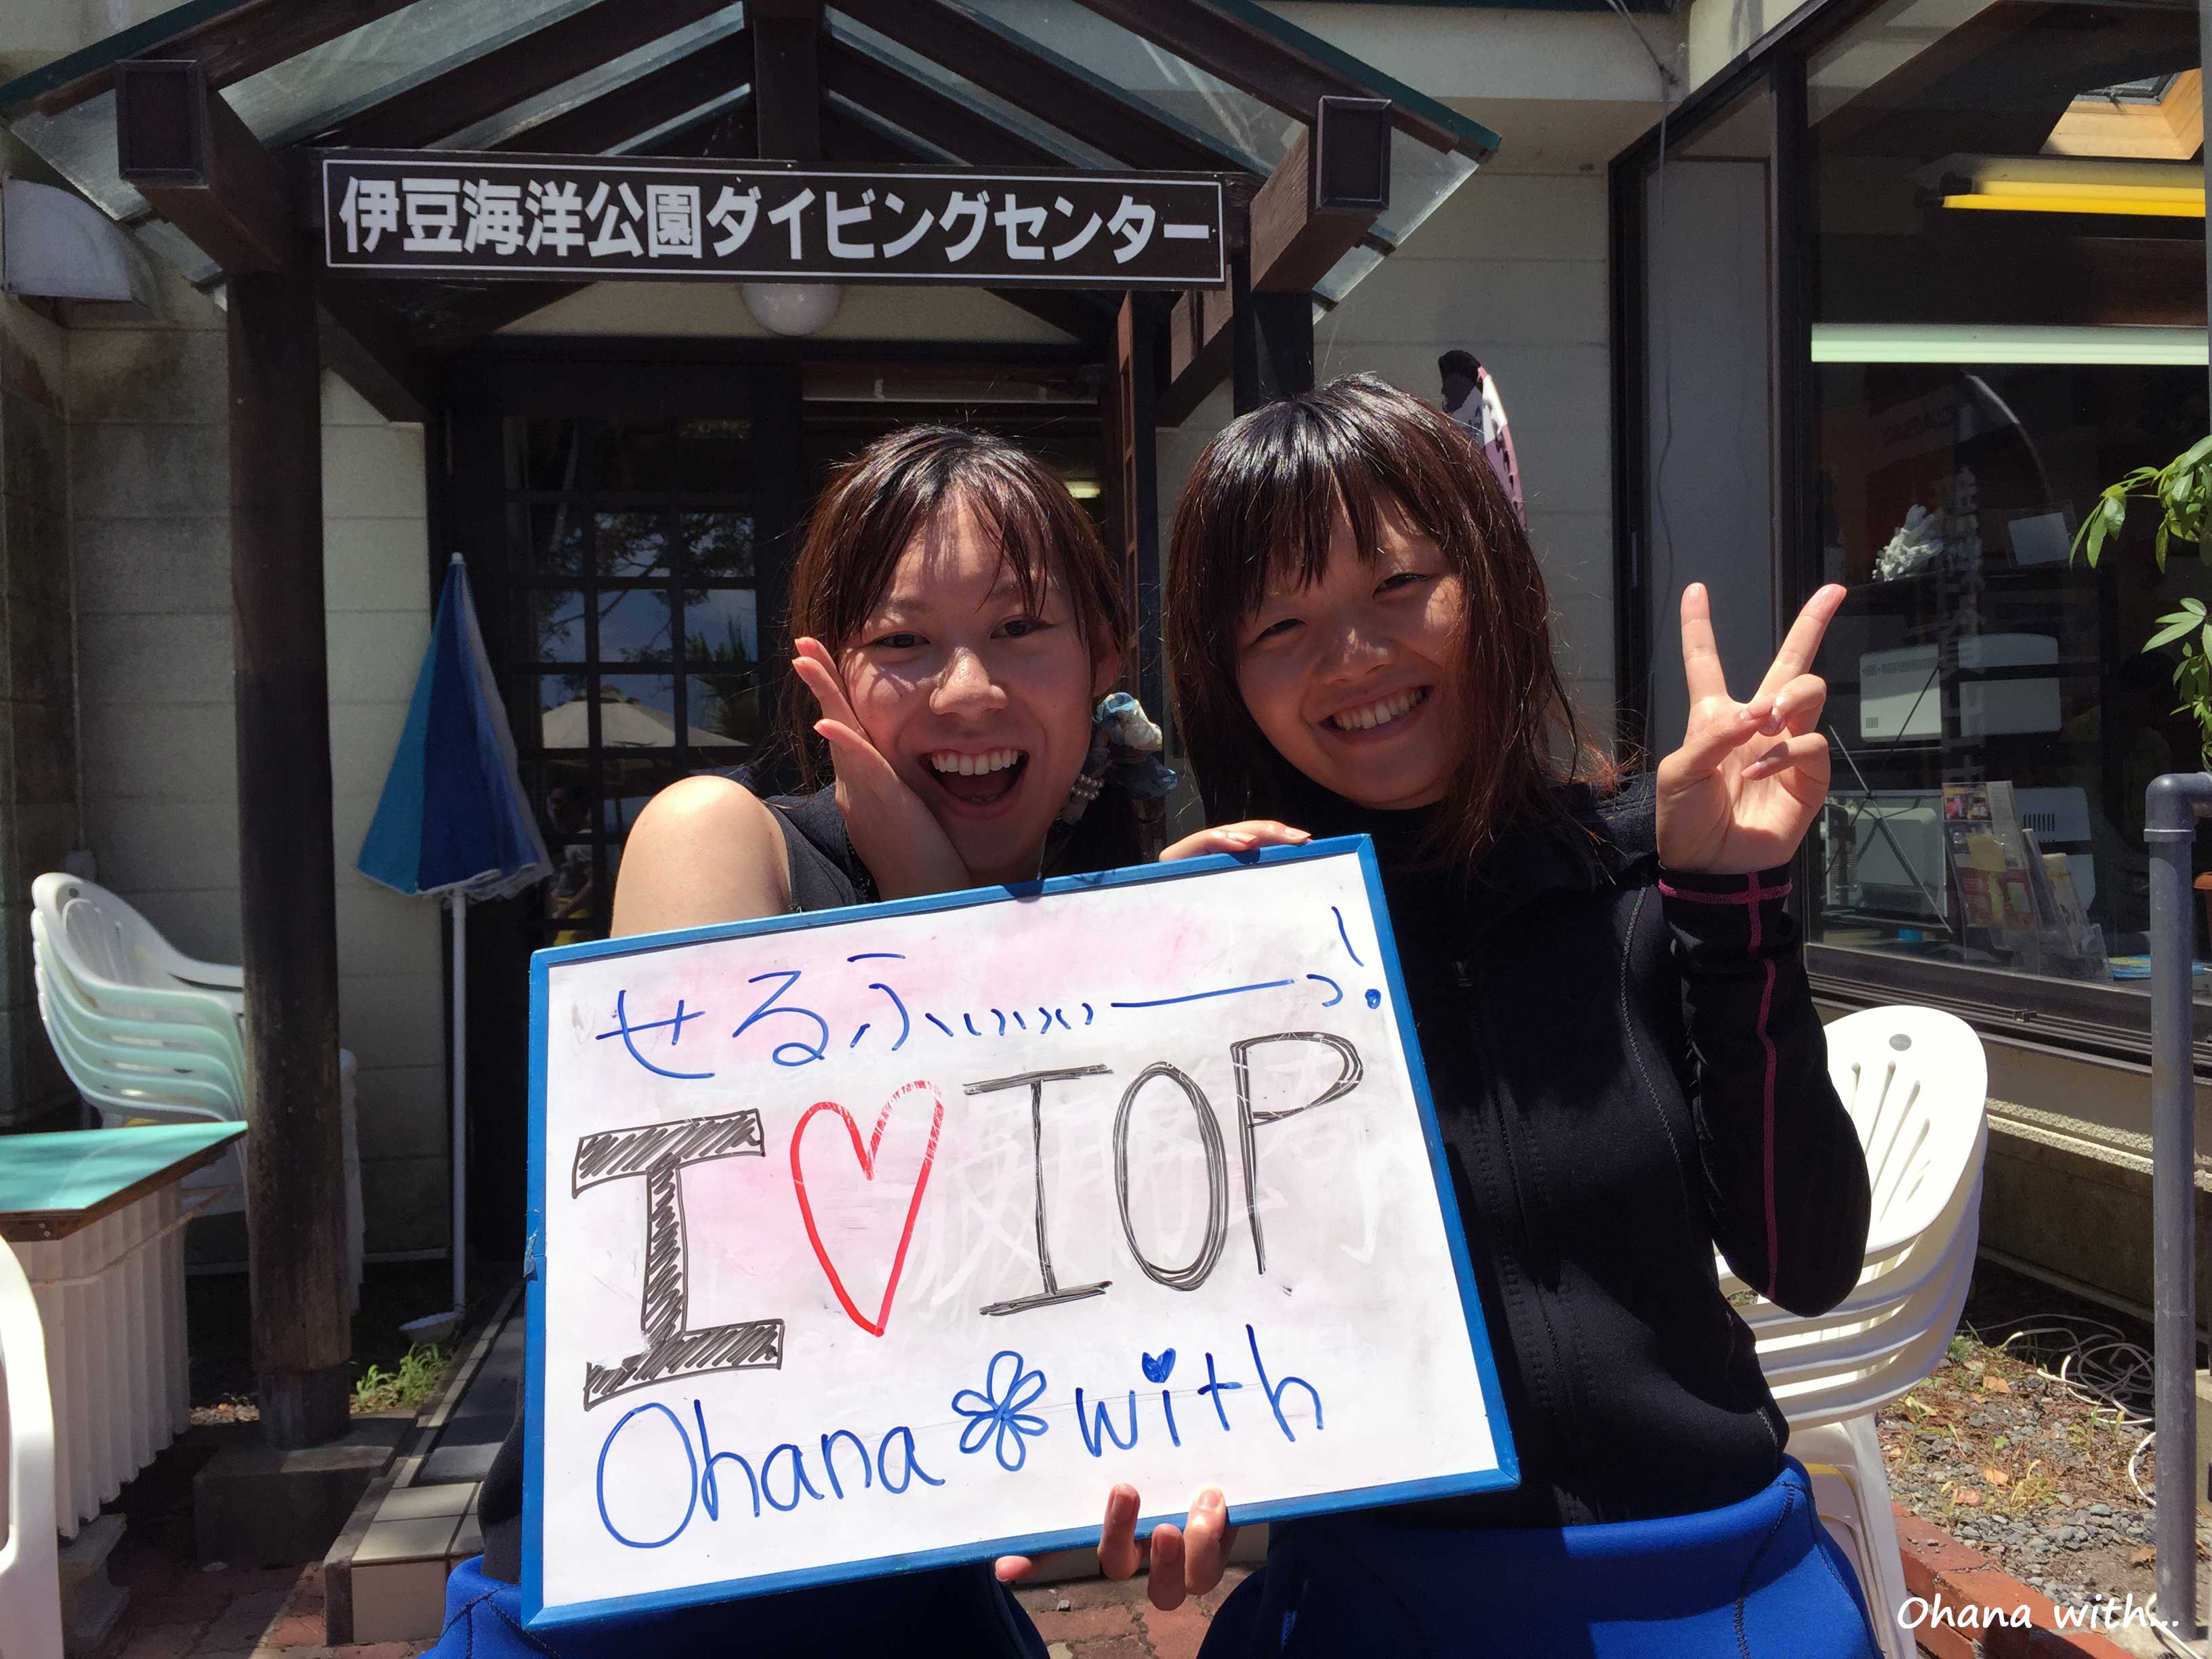 伊豆海洋公園ダイビングセンター
せるふぃぃぃぃーっ!
I♡IOP
Ohana with
Ohana with...